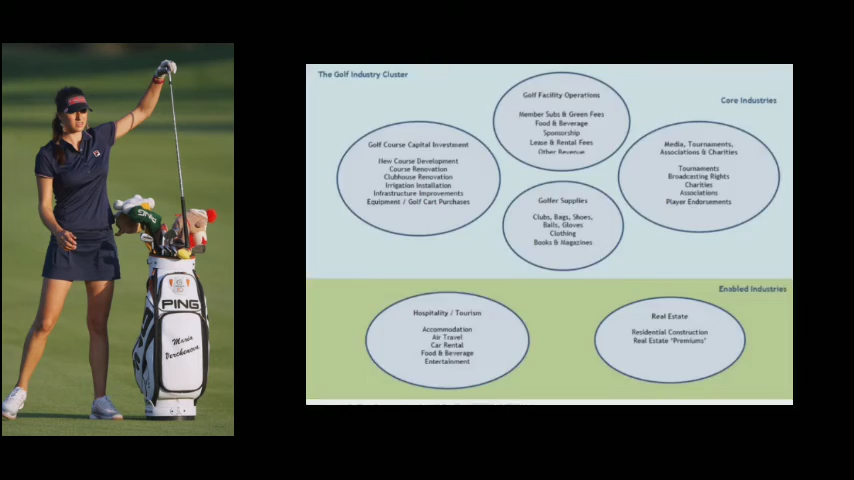 PING
PING
Maria
Verchenova
The Golf Industry Cluster
Core Industries
Golf Facility Operations
Member Subs & Green Fees
Food & Beverage
Sponsorship
Lease & Rental Fees
Other Revenue
Golf Course Capital Investment
New Course Development
Course Renovation
Clubhouse Renovation
Irrigation Installation
Infrastructure Improvements
Equipment / Golf Cart Purchases
Media, Tournaments,
Associations & Charities
Tournaments
Broadcasting Rights
Charities
Associations
Player Endorsements
Golfer Supplies
Clubs, Bags, Shoes,
Balls, Gloves
Clothing
Books & Magazines
Enabled Industries
Hospitality / Tourism
Accommodation
Air Travel
Car Rental
Food & Beverage
Entertainment
Real Estate
Residential Construction
Real Estate "Premiums"